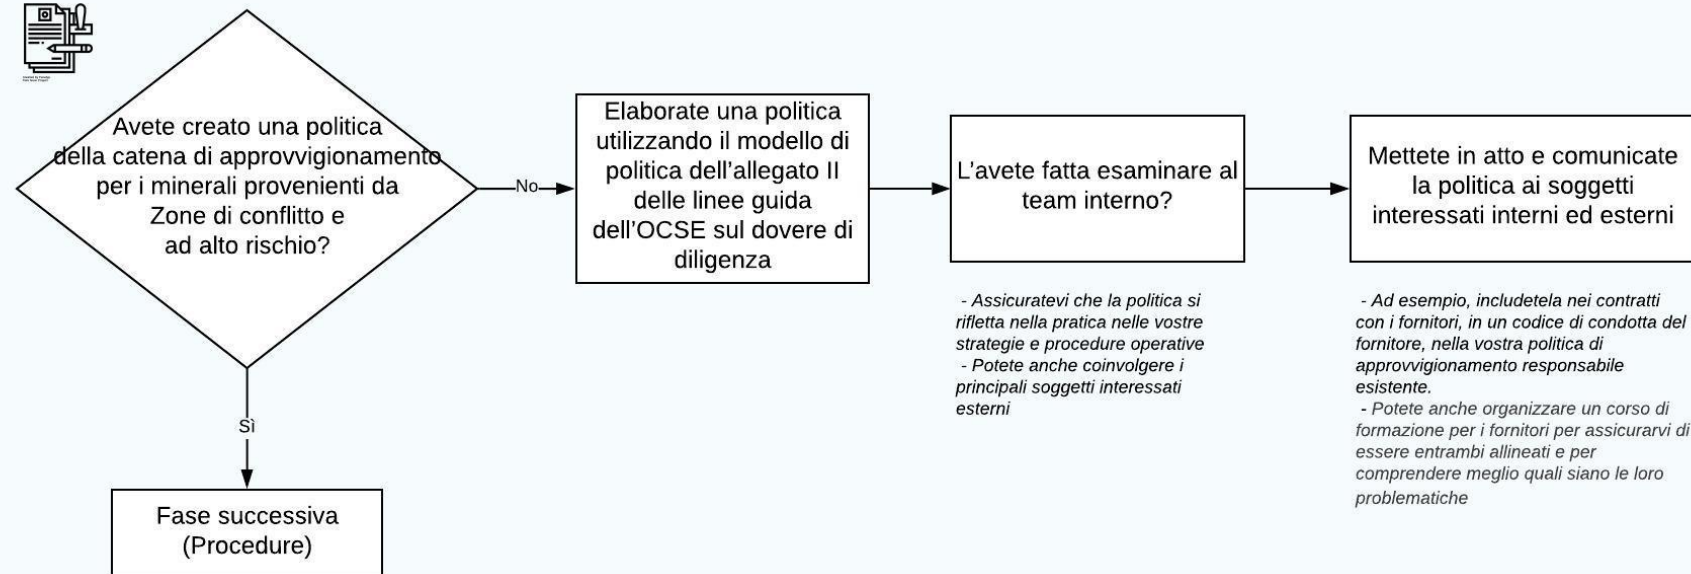 Avete creato una politica
della catena di approvvigionamento
per i minerali provenienti da
Zone di conflitto e
ad alto rischio?
No
Elaborate una politica
utilizzando il modello di
politica dell'allegato II
delle linee guida
dell'OCSE sul dovere di
diligenza
L'avete fatta esaminare al
team interno?
Mettete in atto e comunicate
la politica ai soggetti
interessati interni ed esterni
- Assicuratevi che la politica si
rifletta nella pratica nelle vostre
strategie e procedure operative
- Potete anche coinvolgere i
principali soggetti interessati
esterni
- Ad esempio, includetela nei contratti
con i fornitori, in un codice di condotta del
fornitore, nella vostra politica di
approvvigionamento responsabile
esistente.
- Potete anche organizzare un corso di
formazione per i fornitori per assicurarvi di
essere entrambi allineati e per
comprendere meglio quali siano le loro
problematiche
Sì
Fase successiva
(Procedure)